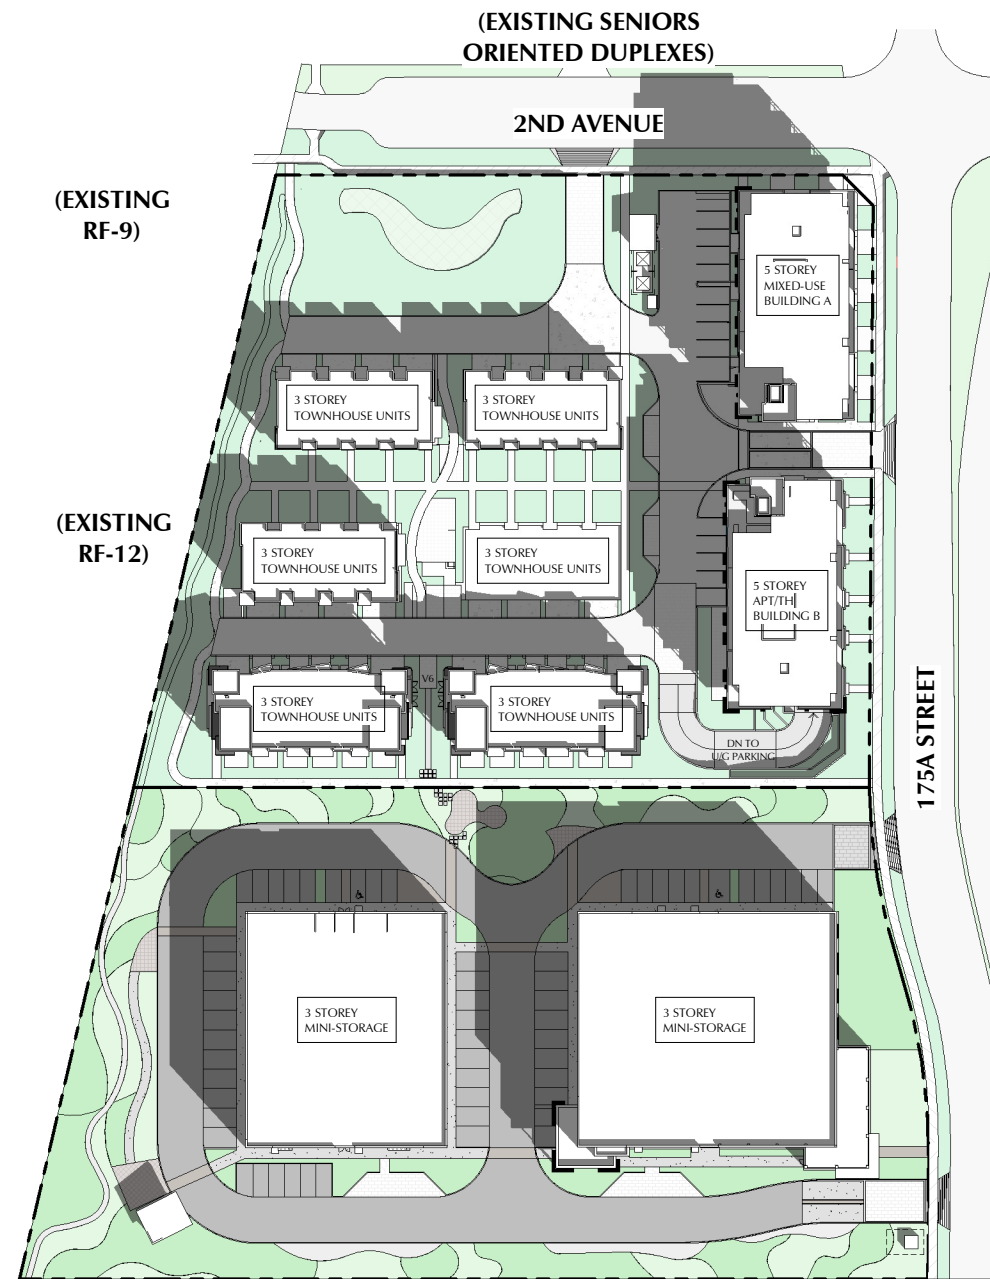 (EXISTING SENIORS
ORIENTED DUPLEXES)
2ND AVENUE
(EXISTING
RF-9)
5 STOREY
MIXED-USE
BUILDING A
3 STOREY
TOWNHOUSE UNITS
3 STOREY
TOWNHOUSE UNITS
(EXISTING
RF-12)
3 STOREY
TOWNHOUSE UNITS
3 STOREY
TOWNHOUSE UNITS
5 STOREY
APT/TH
BUILDING B
3 STOREY
TOWNHOUSE UNITS
V6
3 STOREY
TOWNHOUSE UNITS
DN TO
U/G PARKING
175A STREET
3 STOREY
MINI-STORAGE
3 STOREY
MINI-STORAGE